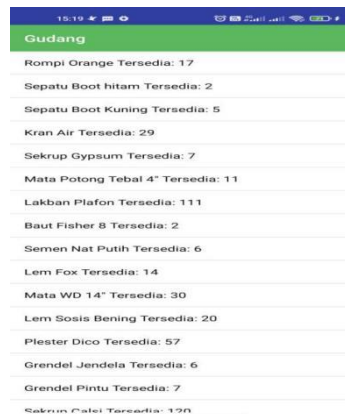 15:19
Gudang
Rompi Orange Tersedia: 17
Sepatu Boot hitam Tersedia: 2
Sepatu Boot Kuning Tersedia: 5
Kran Air Tersedia: 29
Sekrup Gypsum Tersedia: 7
Mata Potong Tebal 4" Tersedia: 11
Lakban Plafon Tersedia: 111
Baut Fisher 8 Tersedia: 2
Semen Nat Putih Tersedia: 6
Lem Fox Tersedia: 14
Mata WD 14" Tersedia: 30
Lem Sosis Bening Tersedia: 20
Plester Dico Tersedia: 57
Grendel Jendela Tersedia: 6
Grendel Pintu Tersedia: 7
Sekrup Calsi Tersedia: 120